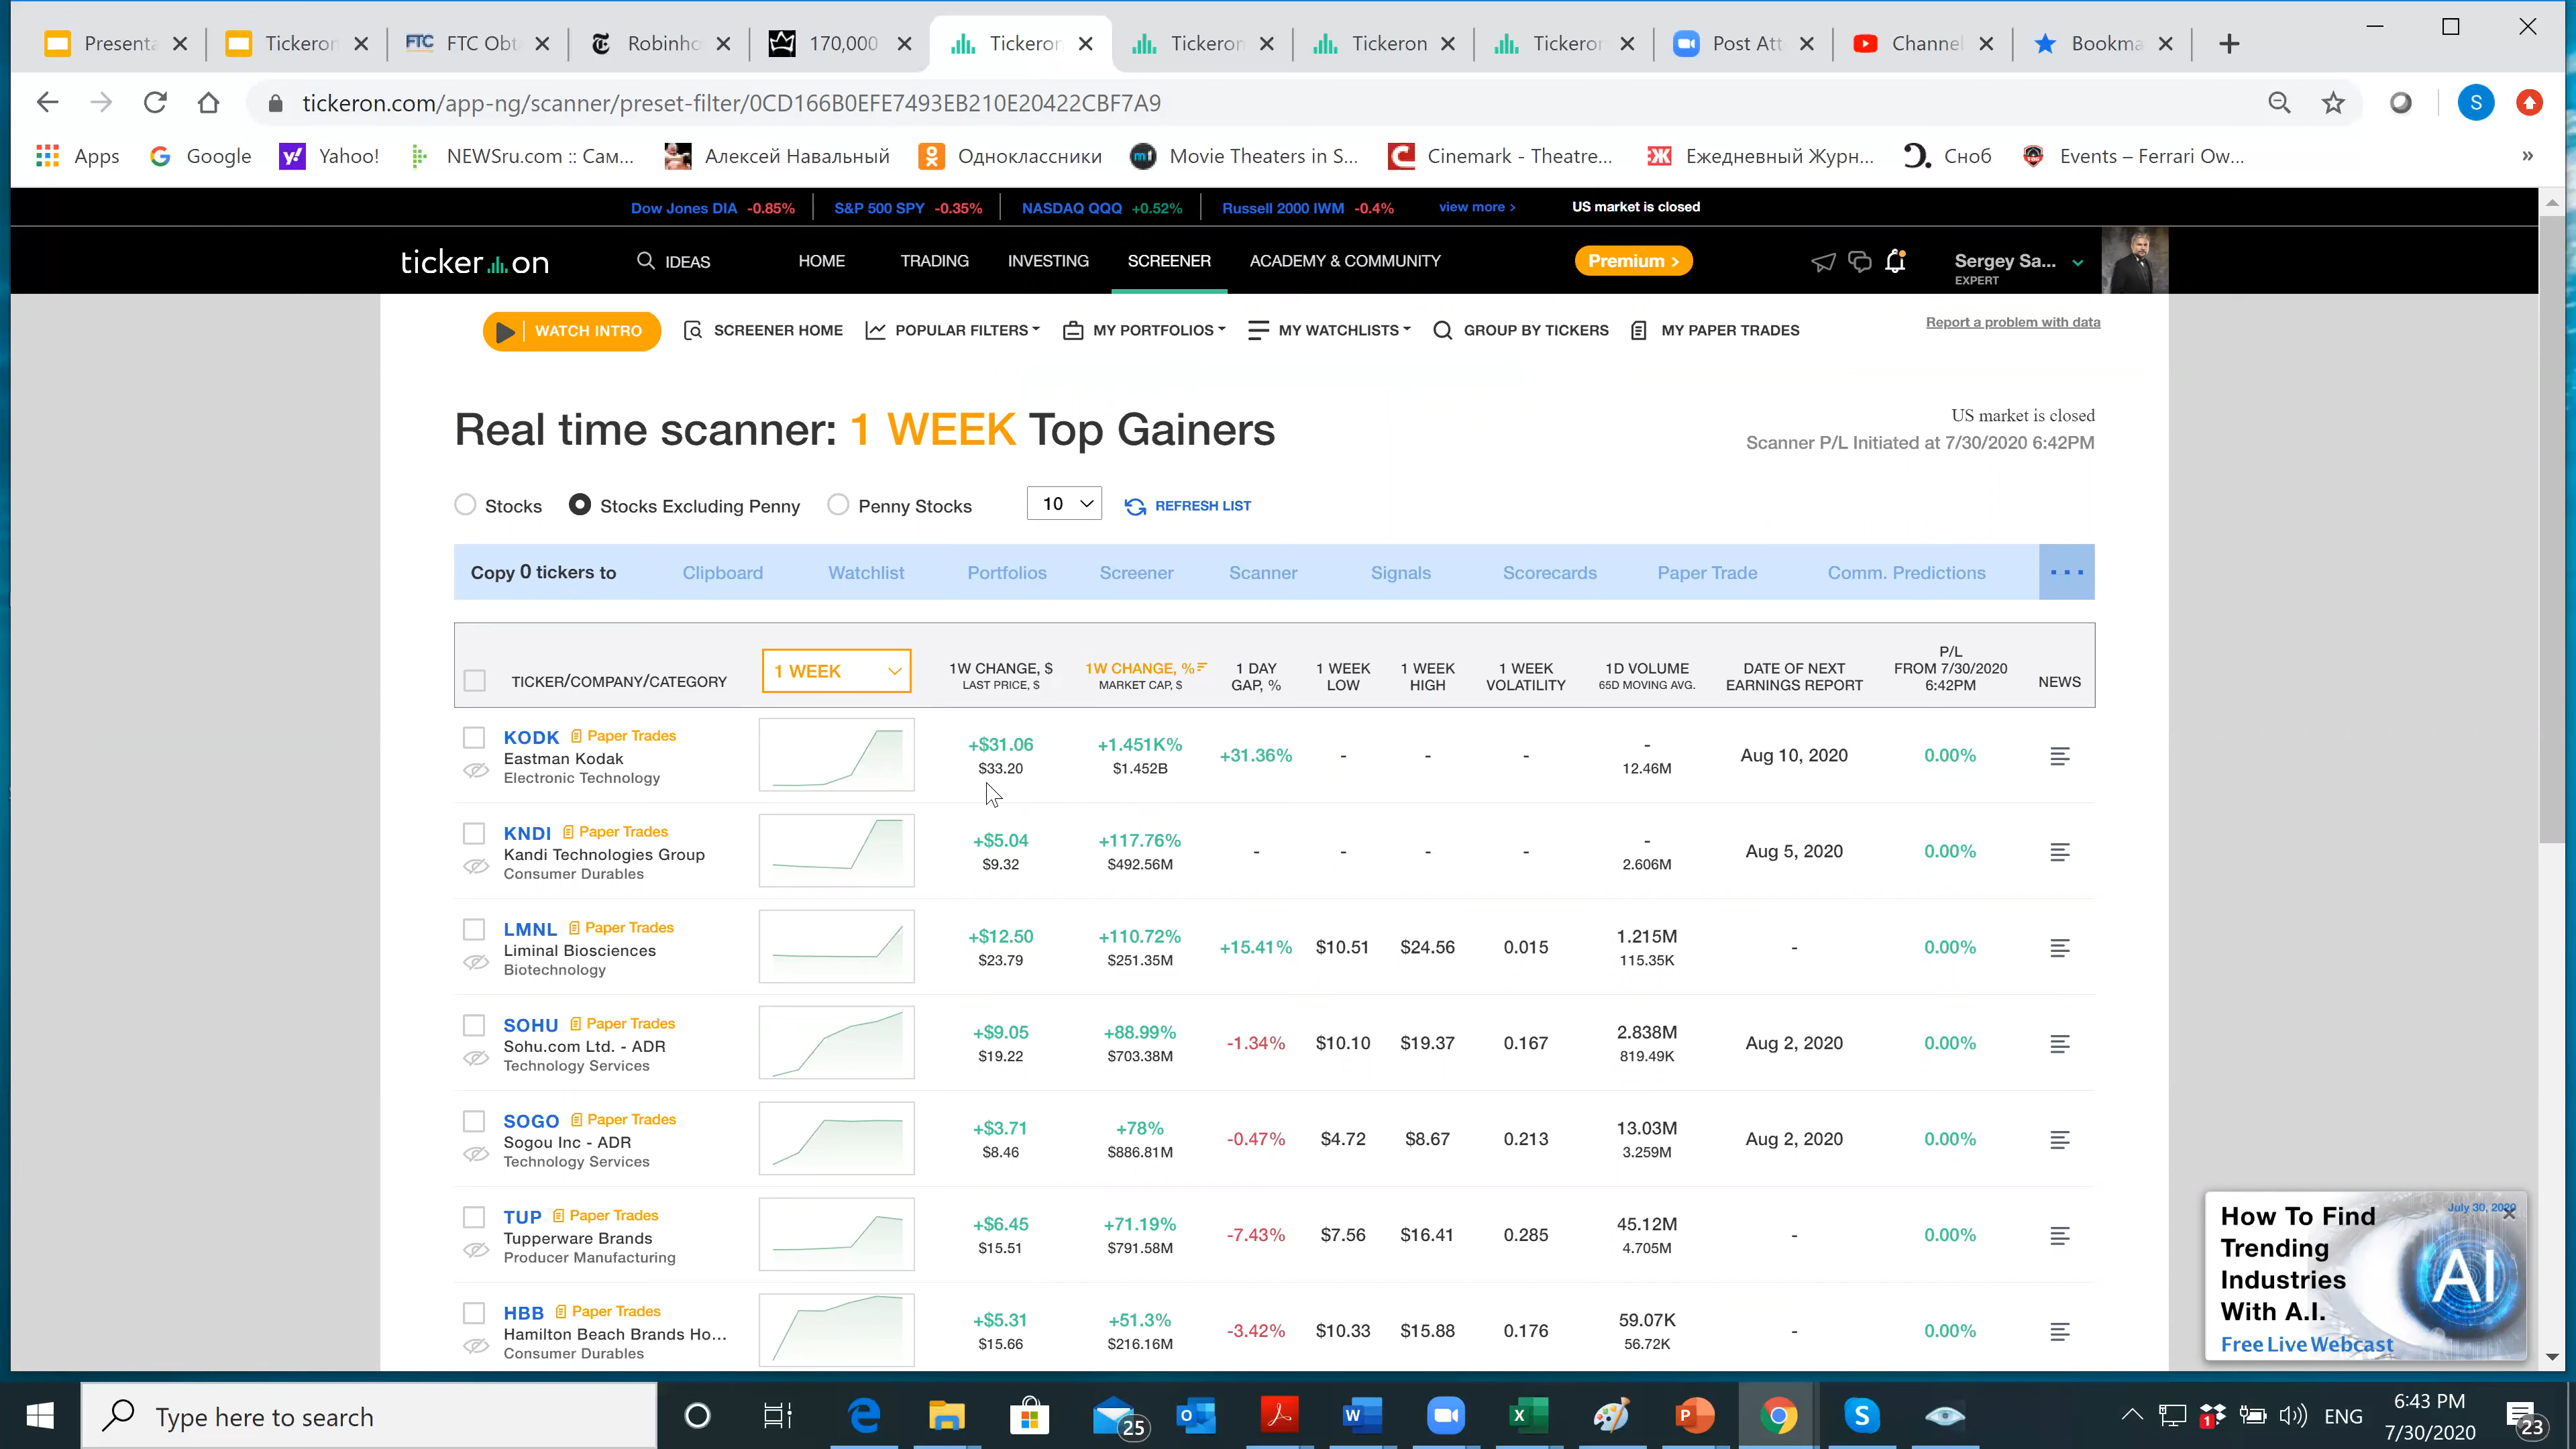 Presenta
Tickeron
FTC FTC Obt
Robinho
170,000
Tickeron
Tickeron
Tickeron
Tickeron
Post Att
Channel
Bookma
tickeron.com/app-ng/scanner/preset-filter/0CD166B0EFE7493EB210E20422CBF7A9
S
Apps
Google
Yahoo!
NEWSru.com :: Сам...
Алексей Навальный
Одноклассники
Movie Theaters in S...
Cinemark - Theatre...
Ежедневный Журн...
Сноб
Events – Ferrari Ow...
»
Dow Jones DIA -0.85%
S&P 500 SPY -0.35%
NASDAQ QQQ +0.52%
Russell 2000 IWM -0.4%
view more >
US market is closed
tickeron
IDEAS
HOME
TRADING
INVESTING
SCREENER
ACADEMY & COMMUNITY
Premium >
Sergey Sa...
EXPERT
WATCH INTRO
SCREENER HOME
POPULAR FILTERS
MY PORTFOLIOS
MY WATCHLISTS
GROUP BY TICKERS
MY PAPER TRADES
Report a problem with data
Real time scanner: 1 WEEK Top Gainers
US market is closed
Scanner P/L Initiated at 7/30/2020 6:42PM
Stocks
Stocks Excluding Penny
Penny Stocks
10
REFRESH LIST
Copy 0 tickers to
Clipboard
Watchlist
Portfolios
Screener
Scanner
Signals
Scorecards
Paper Trade
Comm. Predictions
TICKER/COMPANY/CATEGORY
1 WEEK
1W CHANGE, $
LAST PRICE, $
1W CHANGE, %
MARKET CAP, $
1 DAY
GAP, %
1 WEEK
LOW
1 WEEK
HIGH
1 WEEK
VOLATILITY
1D VOLUME
65D MOVING AVG.
DATE OF NEXT
EARNINGS REPORT
P/L
FROM 7/30/2020
6:42PM
NEWS
KODK Paper Trades
Eastman Kodak
Electronic Technology
+$31.06
$33.20
+1.451K%
$1.452B
+31.36%
-
-
-
-
12.46M
Aug 10, 2020
0.00%
KNDI Paper Trades
Kandi Technologies Group
Consumer Durables
+$5.04
$9.32
+117.76%
$492.56M
-
-
-
-
-
2.606M
Aug 5, 2020
0.00%
LMNL Paper Trades
Liminal Biosciences
Biotechnology
+$12.50
$23.79
+110.72%
$251.35M
+15.41%
$10.51
$24.56
0.015
1.215M
115.35K
-
0.00%
SOHU Paper Trades
Sohu.com Ltd. - ADR
Technology Services
+$9.05
$19.22
+88.99%
$703.38M
-1.34%
$10.10
$19.37
0.167
2.838M
819.49K
Aug 2, 2020
0.00%
SOGO Paper Trades
Sogou Inc - ADR
Technology Services
+$3.71
$8.46
+78%
$886.81M
-0.47%
$4.72
$8.67
0.213
13.03M
3.259M
Aug 2, 2020
0.00%
TUP Paper Trades
Tupperware Brands
Producer Manufacturing
+$6.45
$15.51
+71.19%
$791.58M
-7.43%
$7.56
$16.41
0.285
45.12M
4.705M
-
0.00%
HBB Paper Trades
Hamilton Beach Brands Ho...
Consumer Durables
+$5.31
$15.66
+51.3%
$216.16M
-3.42%
$10.33
$15.88
0.176
59.07K
56.72K
-
0.00%
July 30, 2020
How To Find
Trending
Industries
With A.I.
AI
Free Live Webcast
Type here to search
25
1
ENG
6:43 PM
7/30/2020
23